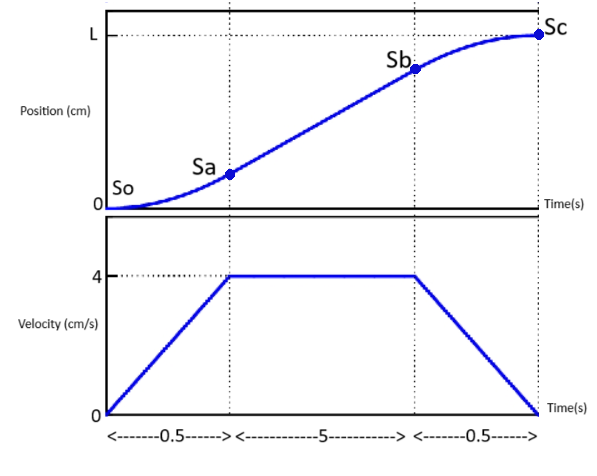 Sc
L
Sb
Position (cm)
Sa
So
0
Time(s)
4
Velocity (cm/s)
0
Time(s)
<------0.5-----> <------------5----------> <------0.5----->